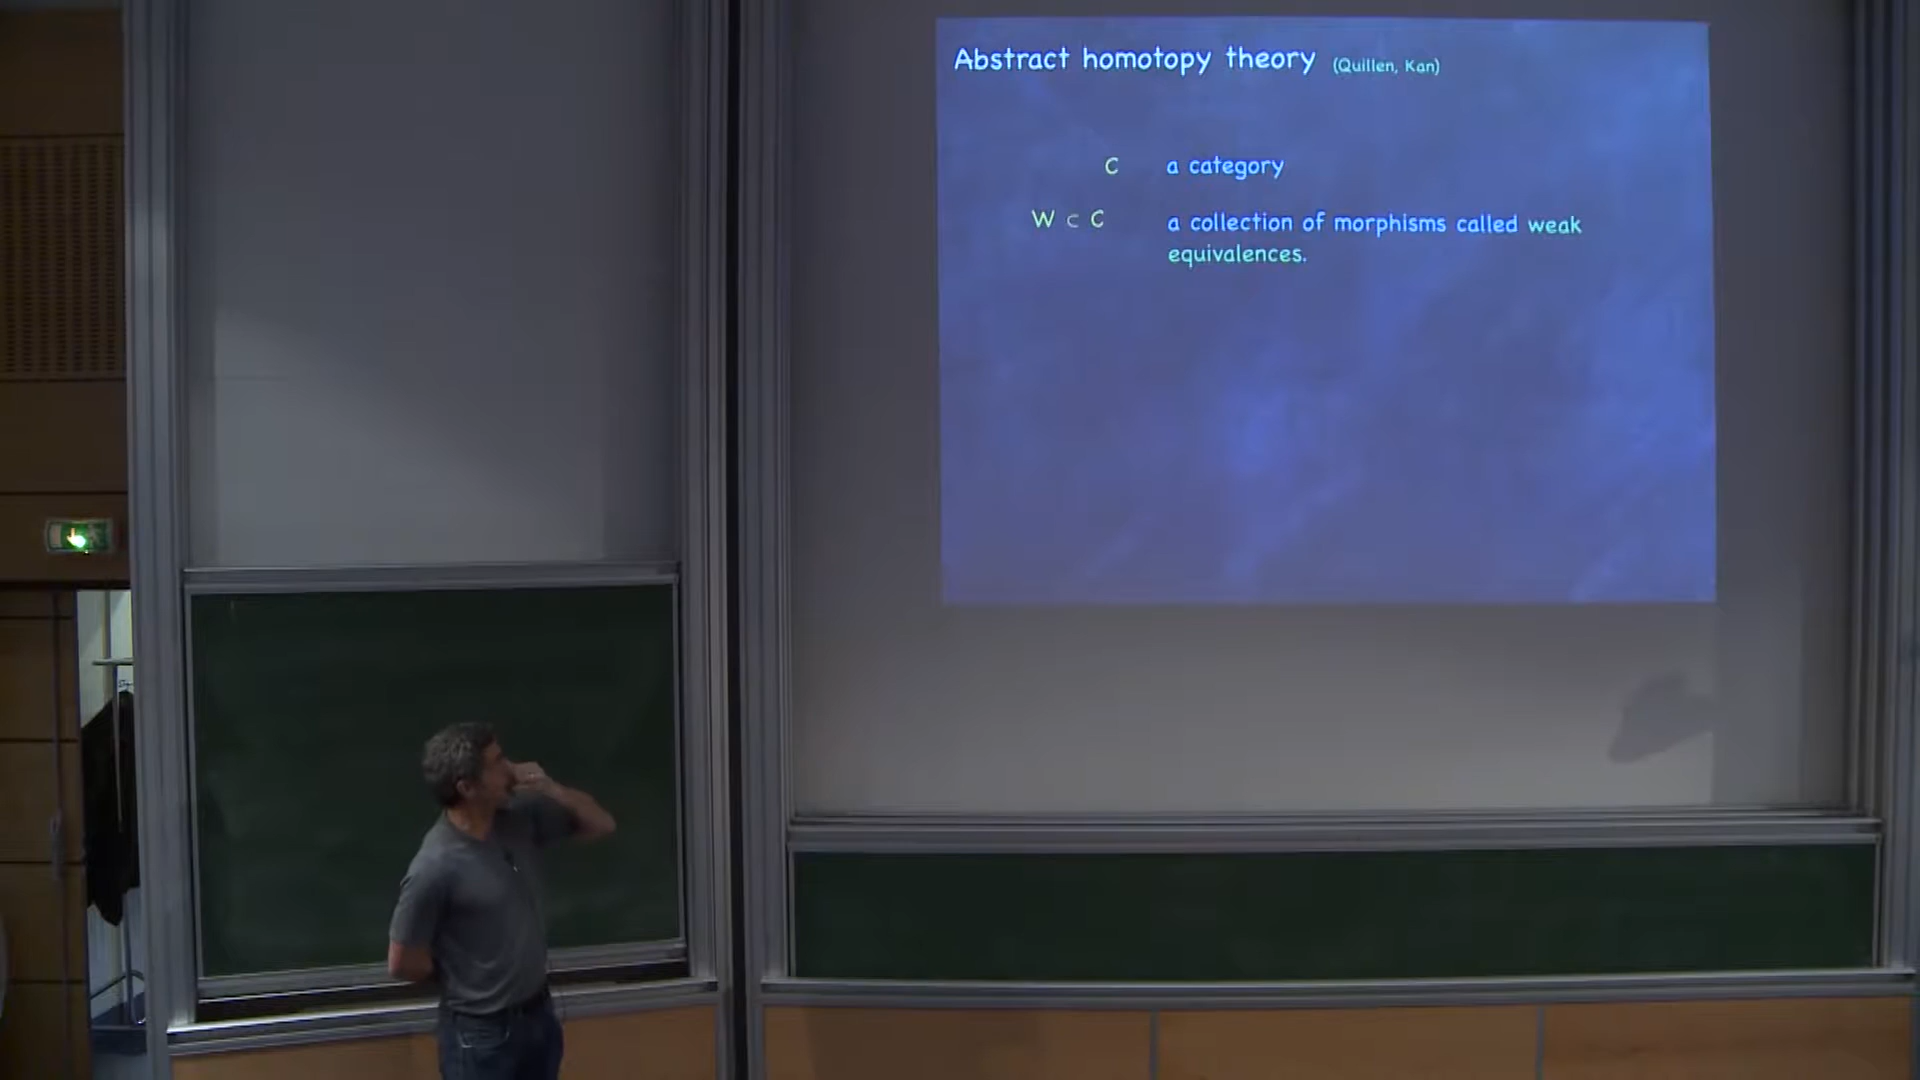 Abstract homotopy theory (Quillen, Kan)
C a category
W ⊂ C a collection of morphisms called weak
equivalences.